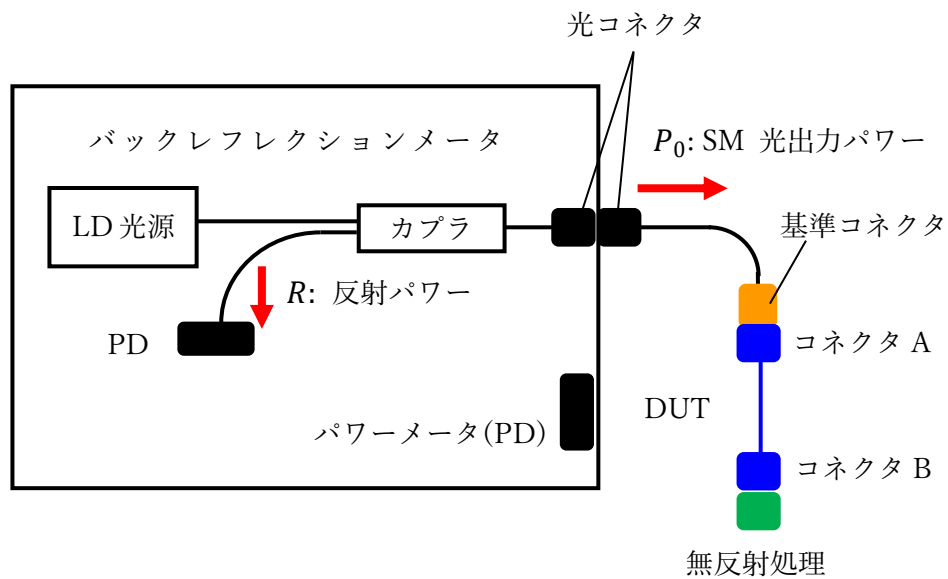 光コネクタ
バックレフレクションメータ
P₀: SM 光出力パワー
LD 光源
カプラ
基準コネクタ
R: 反射パワー
PD
コネクタ A
DUT
パワーメータ(PD)
コネクタ B
無反射処理